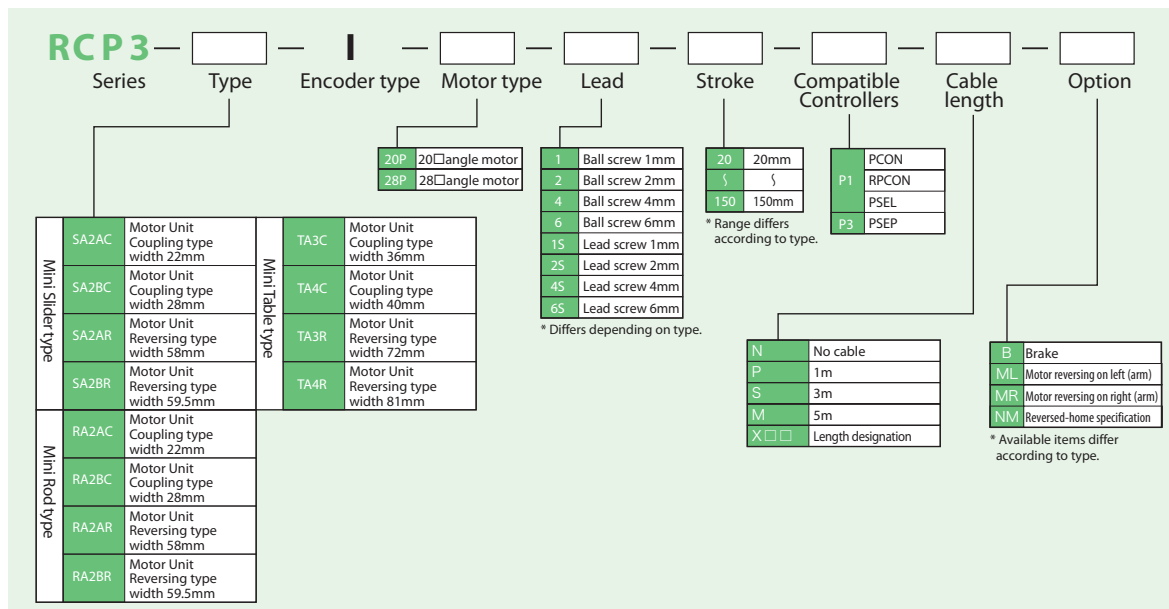 RCP3 — □ — I — □ — □ — □ — □ — □ — □
Series Type Encoder type Motor type Lead Stroke Compatible Controllers Cable length Option
20P 20□angle motor
28P 28□angle motor
1 Ball screw 1mm
2 Ball screw 2mm
4 Ball screw 4mm
6 Ball screw 6mm
1S Lead screw 1mm
2S Lead screw 2mm
4S Lead screw 4mm
6S Lead screw 6mm
* Differs depending on type.
20 20mm
⌇ ⌇
150 150mm
* Range differs
according to type.
P1 PCON
RPCON
PSEL
P3 PSEP
Mini Slider type
SA2AC Motor Unit
Coupling type
width 22mm
SA2BC Motor Unit
Coupling type
width 28mm
SA2AR Motor Unit
Reversing type
width 58mm
SA2BR Motor Unit
Reversing type
width 59.5mm
Mini Rod type
RA2AC Motor Unit
Coupling type
width 22mm
RA2BC Motor Unit
Coupling type
width 28mm
RA2AR Motor Unit
Reversing type
width 58mm
RA2BR Motor Unit
Reversing type
width 59.5mm
Mini Table type
TA3C Motor Unit
Coupling type
width 36mm
TA4C Motor Unit
Coupling type
width 40mm
TA3R Motor Unit
Reversing type
width 72mm
TA4R Motor Unit
Reversing type
width 81mm
N No cable
P 1m
S 3m
M 5m
X□□ Length designation
B Brake
ML Motor reversing on left (arm)
MR Motor reversing on right (arm)
NM Reversed-home specification
* Available items differ
according to type.